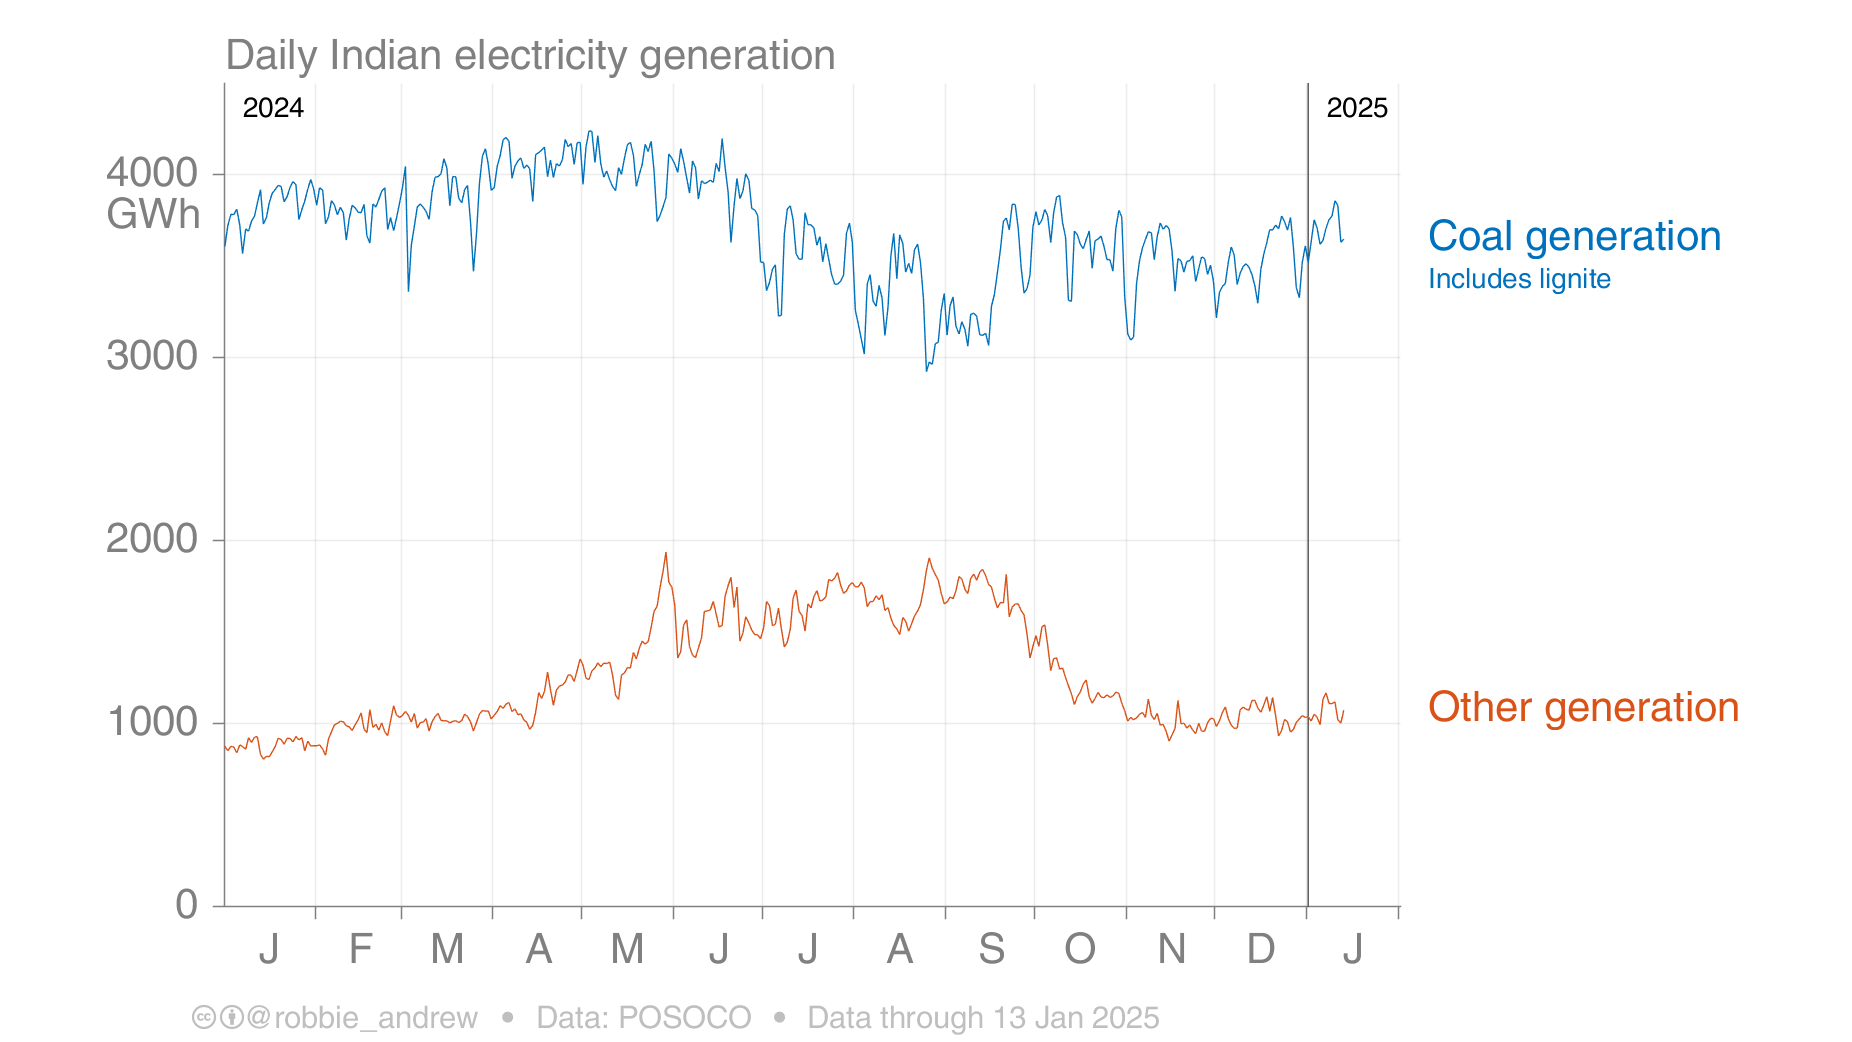 Daily Indian electricity generation
2024
2025
4000
GWh
3000
2000
1000
0
Coal generation
Includes lignite
Other generation
J F M A M J J A S O N D J
@robbie_andrew • Data: POSOCO • Data through 13 Jan 2025